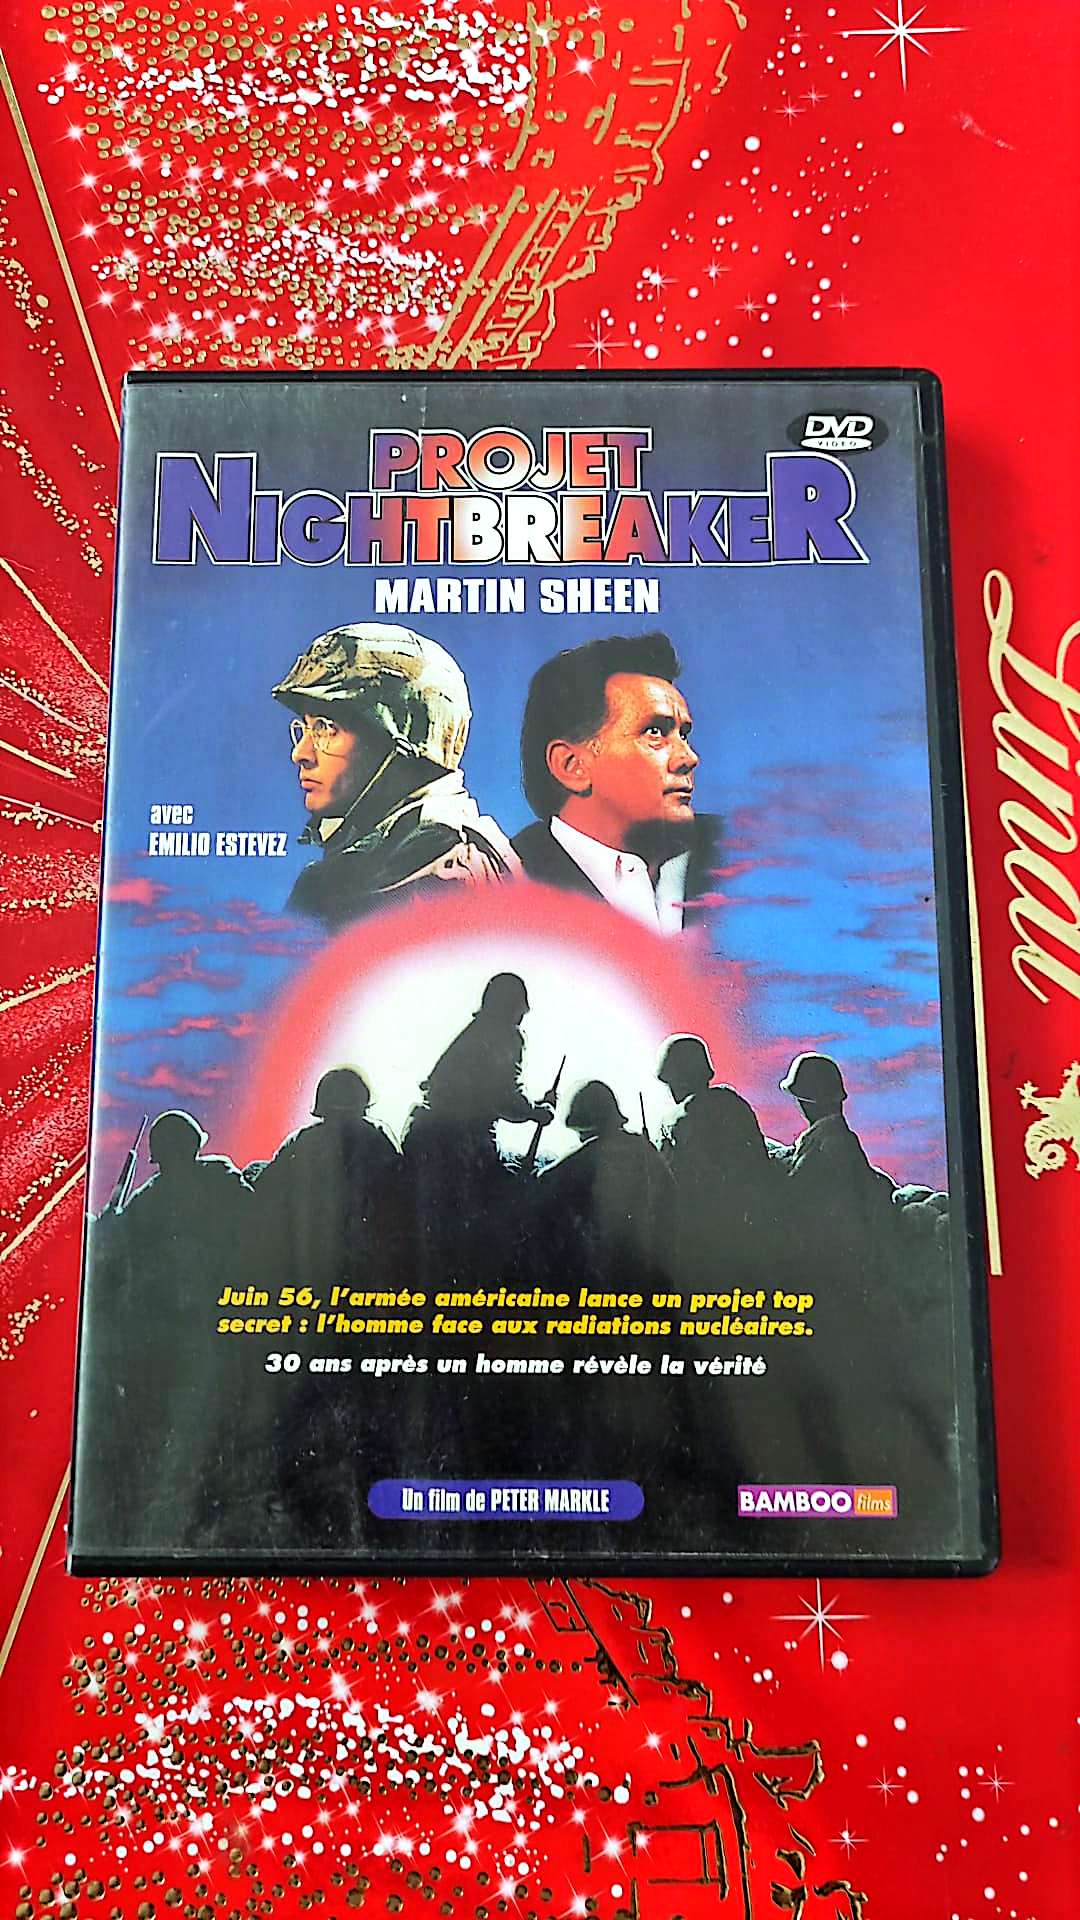 PROJET
NIGHTBREAKER
DVD
VIDEO
MARTIN SHEEN
avec
EMILIO ESTEVEZ
Juin 56, l'armée américaine lance un projet top
secret : l'homme face aux radiations nucléaires.
30 ans après un homme révèle la vérité
Un film de PETER MARKLE
BAMBOO films
Lindt